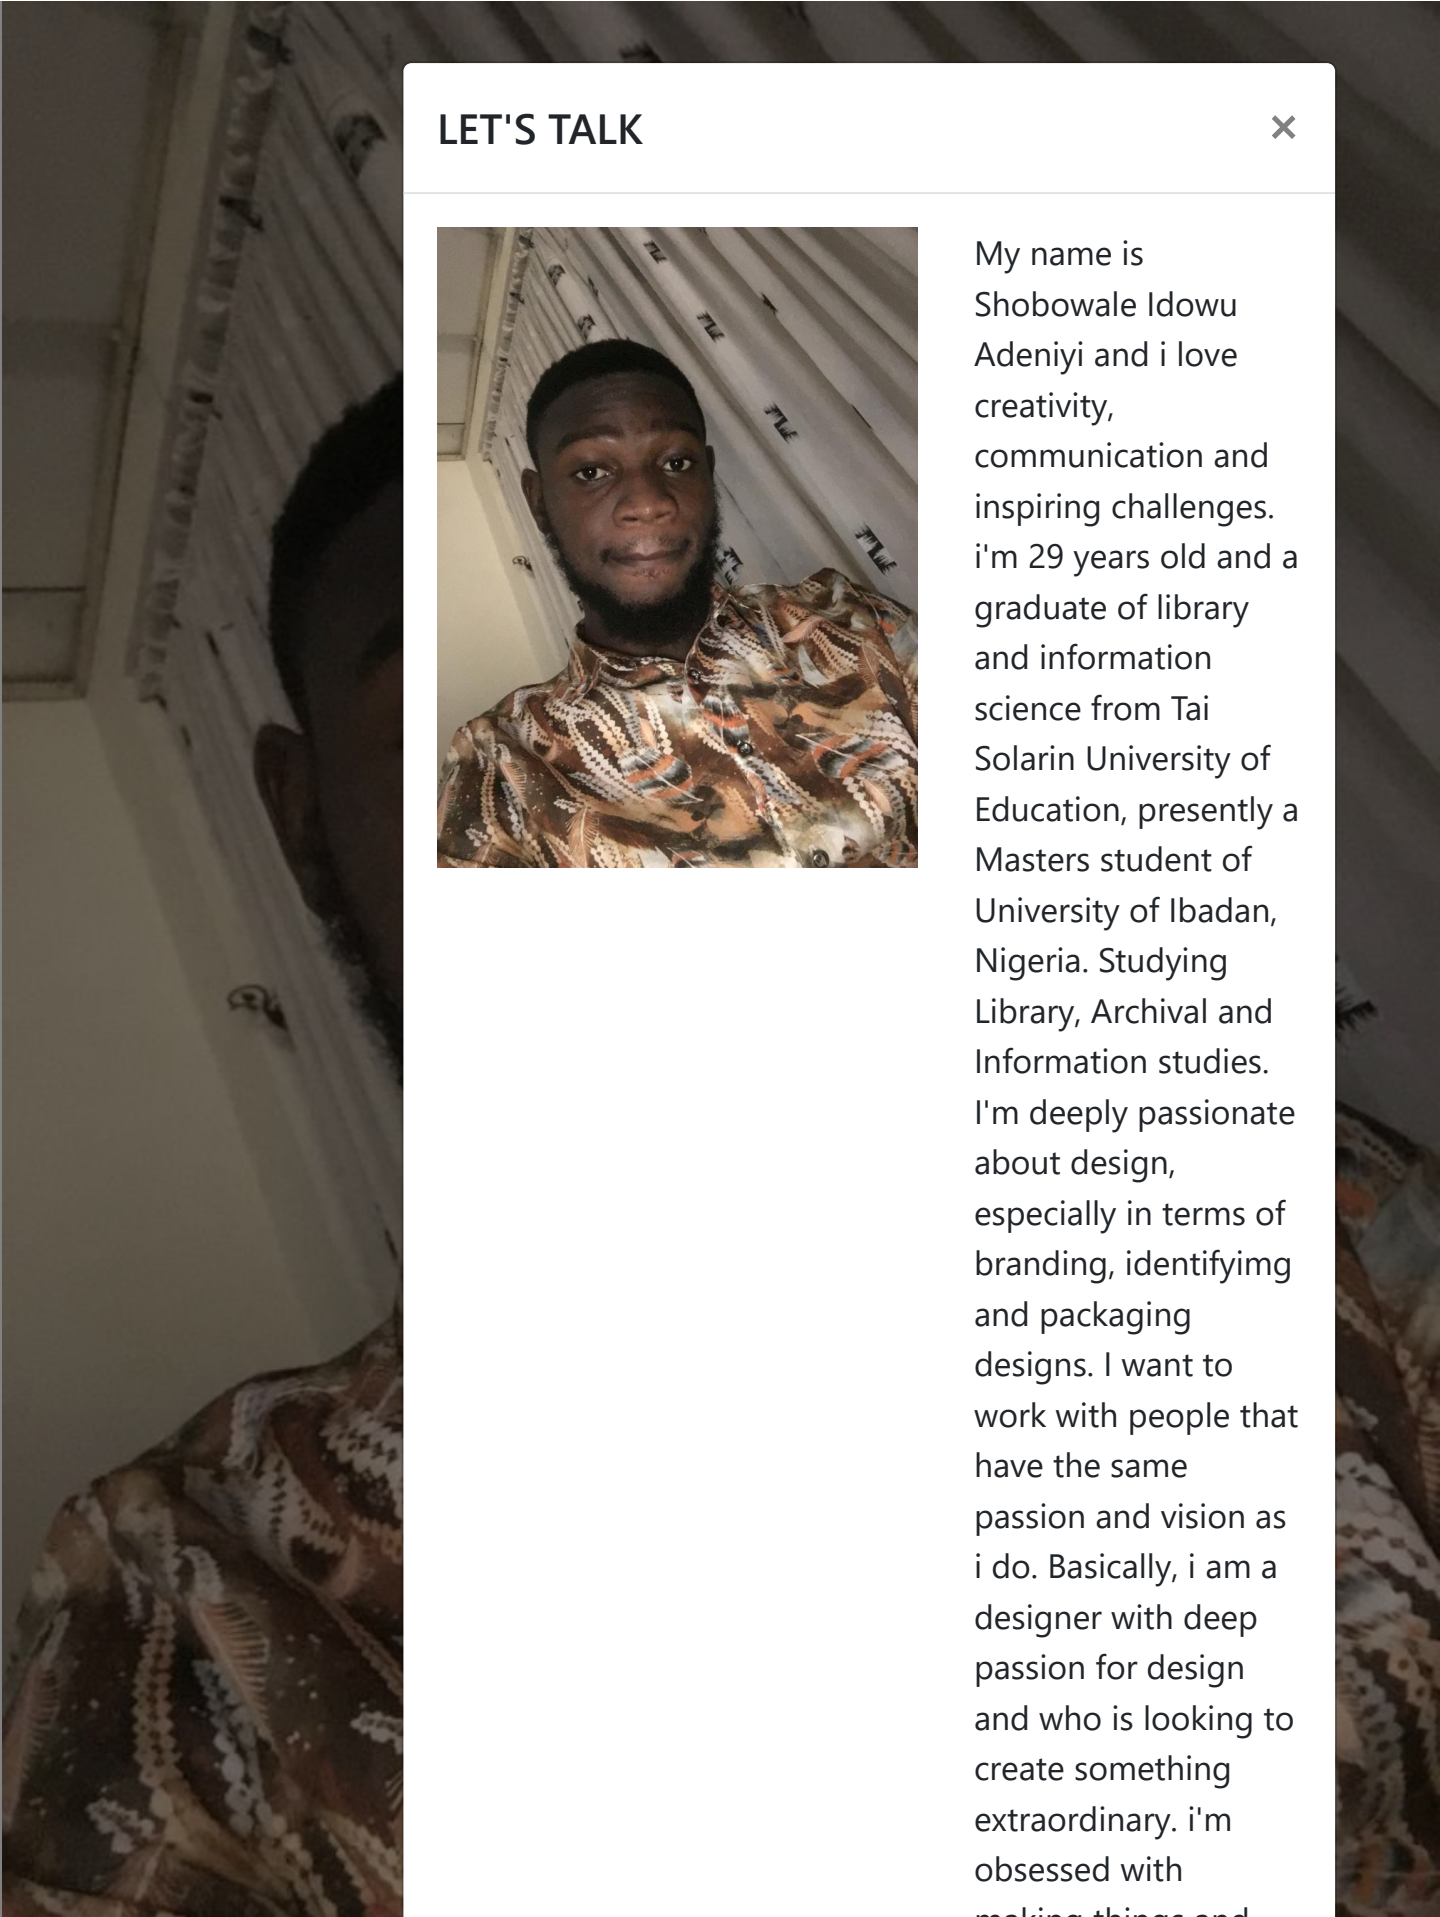 LET'S TALK
×
My name is
Shobowale Idowu
Adeniyi and i love
creativity,
communication and
inspiring challenges.
i'm 29 years old and a
graduate of library
and information
science from Tai
Solarin University of
Education, presently a
Masters student of
University of Ibadan,
Nigeria. Studying
Library, Archival and
Information studies.
I'm deeply passionate
about design,
especially in terms of
branding, identifyimg
and packaging
designs. I want to
work with people that
have the same
passion and vision as
i do. Basically, i am a
designer with deep
passion for design
and who is looking to
create something
extraordinary. i'm
obsessed with
making things and